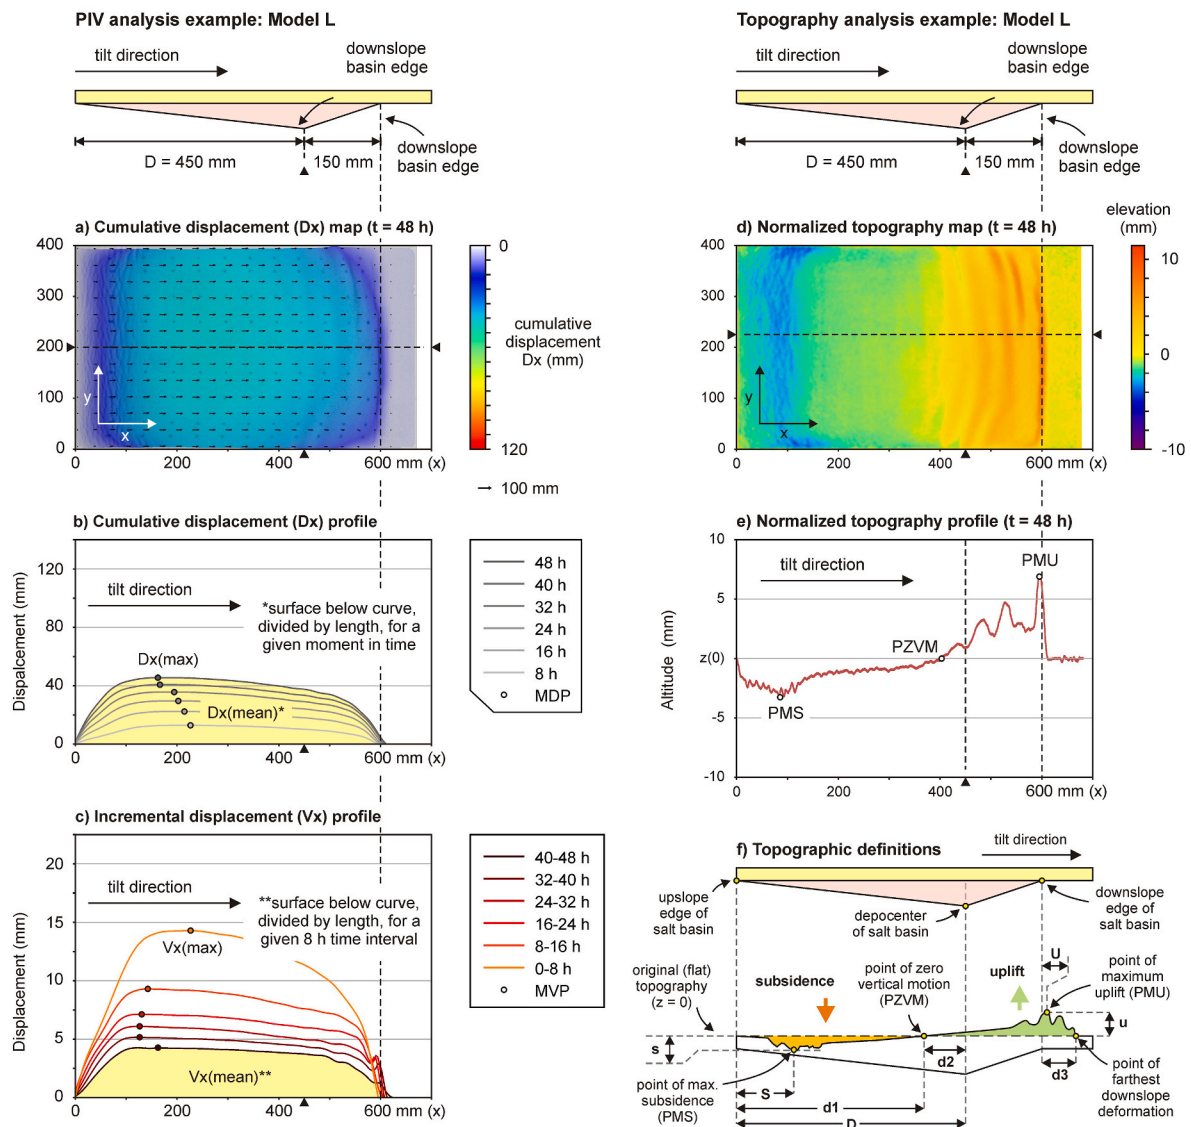 PIV analysis example: Model L
tilt direction
downslope
basin edge
D = 450 mm
150 mm
downslope
basin edge
a) Cumulative displacement (Dx) map (t = 48 h)
400
300
200
100
0
y
x
0
200
400
600
mm (x)
100 mm
0
cumulative
displacement
Dx (mm)
120
b) Cumulative displacement (Dx) profile
Dispalcement (mm)
120
80
40
0
tilt direction
*surface below curve,
divided by length, for a
given moment in time
Dx(max)
Dx(mean)*
0
200
400
600 mm (x)
48 h
40 h
32 h
24 h
16 h
8 h
MDP
c) Incremental displacement (Vx) profile
Displacement (mm)
20
15
10
5
0
tilt direction
**surface below curve,
divided by length, for a
given 8 h time interval
Vx(max)
Vx(mean)**
0
200
400
600 mm (x)
40-48 h
32-40 h
24-32 h
16-24 h
8-16 h
0-8 h
MVP
Topography analysis example: Model L
tilt direction
downslope
basin edge
D = 450 mm
150 mm
downslope
basin edge
d) Normalized topography map (t = 48 h)
400
300
200
100
0
y
x
0
200
400
600 mm (x)
elevation
(mm)
10
0
-10
e) Normalized topography profile (t = 48 h)
Altitude (mm)
10
5
z(0)
-5
-10
tilt direction
PMU
PZVM
PMS
0
200
400
600 mm (x)
f) Topographic definitions
tilt direction
upslope
edge of
salt basin
depocenter
of salt basin
downslope
edge of
salt basin
original (flat)
topography
(z = 0)
subsidence
point of zero
vertical motion
(PZVM)
uplift
U
point of
maximum
uplift (PMU)
u
s
d2
d3
point of max.
subsidence
(PMS)
S
d1
D
point of
farthest
downslope
deformation